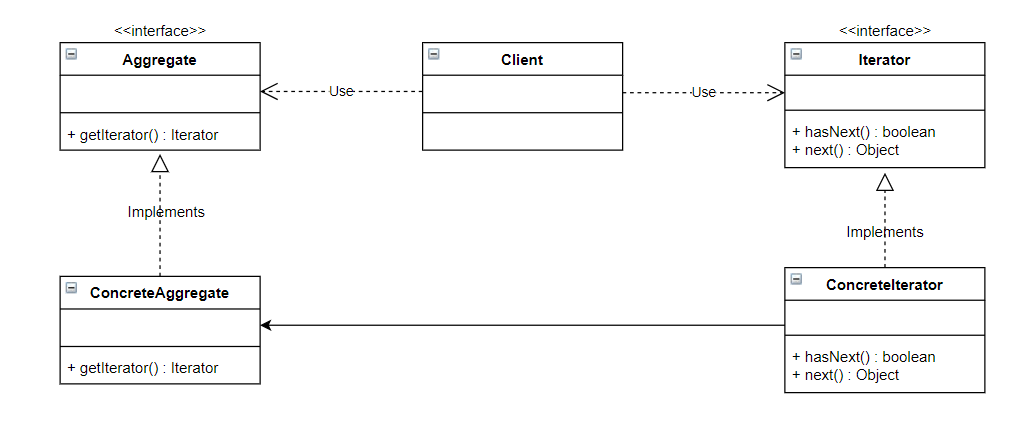 <<interface>>
Aggregate
+ getIterator() : Iterator
Use
Client
Use
<<interface>>
Iterator
+ hasNext() : boolean
+ next() : Object
Implements
Implements
ConcreteAggregate
+ getIterator() : Iterator
ConcreteIterator
+ hasNext() : boolean
+ next() : Object